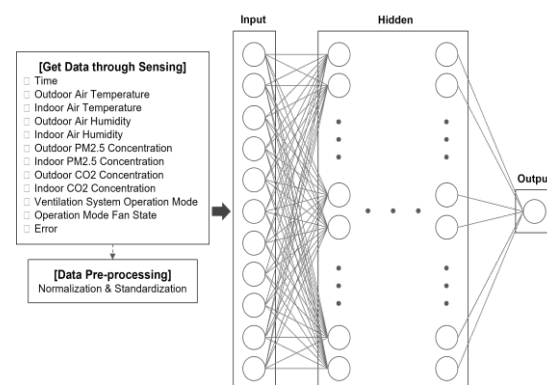 Input
Hidden
[Get Data through Sensing]
Time
Outdoor Air Temperature
Indoor Air Temperature
Outdoor Air Humidity
Indoor Air Humidity
Outdoor PM2.5 Concentration
Indoor PM2.5 Concentration
Outdoor CO2 Concentration
Indoor CO2 Concentration
Ventilation System Operation Mode
Operation Mode Fan State
Error
[Data Pre-processing]
Normalization & Standardization
Output